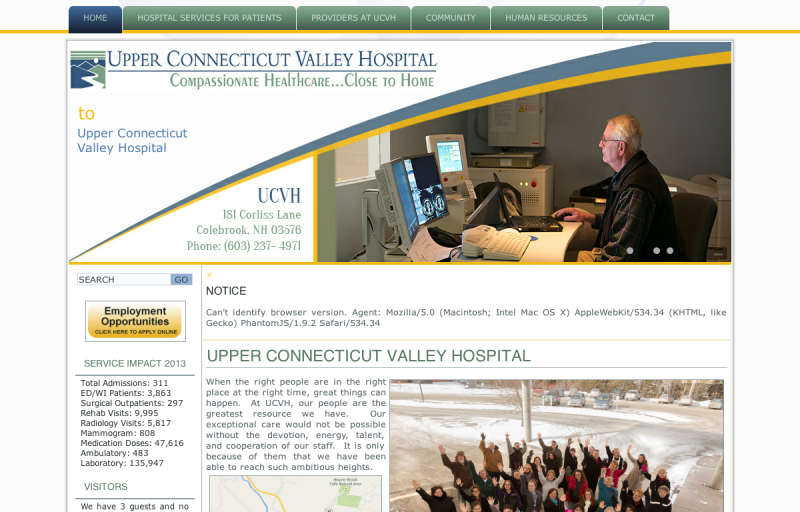 HOME
HOSPITAL SERVICES FOR PATIENTS
PROVIDERS AT UCVH
COMMUNITY
HUMAN RESOURCES
CONTACT
Upper Connecticut Valley Hospital
Compassionate Healthcare...Close to Home
to
Upper Connecticut
Valley Hospital
UCVH
181 Corliss Lane
Colebrook, NH 03576
Phone: (603) 237- 4971
SEARCH
GO
Employment
Opportunities
CLICK HERE TO APPLY ONLINE
SERVICE IMPACT 2013
Total Admissions: 311
ED/WI Patients: 3,863
Surgical Outpatients: 297
Rehab Visits: 9,995
Radiology Visits: 5,817
Mammogram: 808
Medication Doses: 47,616
Ambulatory: 483
Laboratory: 135,947
VISITORS
We have 3 guests and no
×
NOTICE
Can't identify browser version. Agent: Mozilla/5.0 (Macintosh; Intel Mac OS X) AppleWebKit/534.34 (KHTML, like
Gecko) PhantomJS/1.9.2 Safari/534.34
UPPER CONNECTICUT VALLEY HOSPITAL
When the right people are in the right
place at the right time, great things can
happen. At UCVH, our people are the
greatest resource we have. Our
exceptional care would not be possible
without the devotion, energy, talent,
and cooperation of our staff. It is only
because of them that we have been
able to reach such ambitious heights.